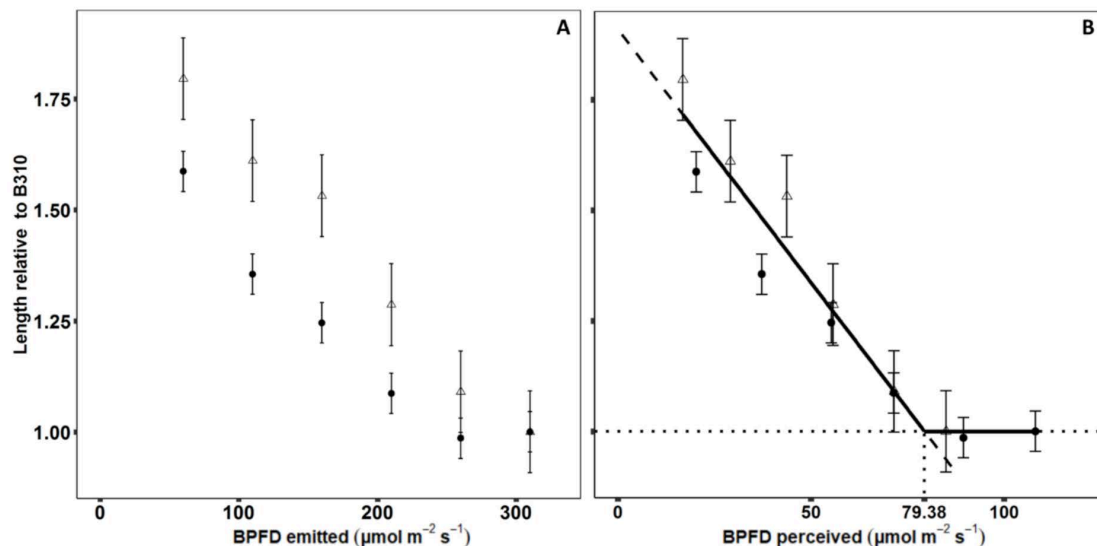 A
B
Length relative to B310
1.75
1.50
1.25
1.00
0
100
200
300
BPFD emitted (µmol m⁻² s⁻¹)
0
50
79.38
100
BPFD perceived (µmol m⁻² s⁻¹)